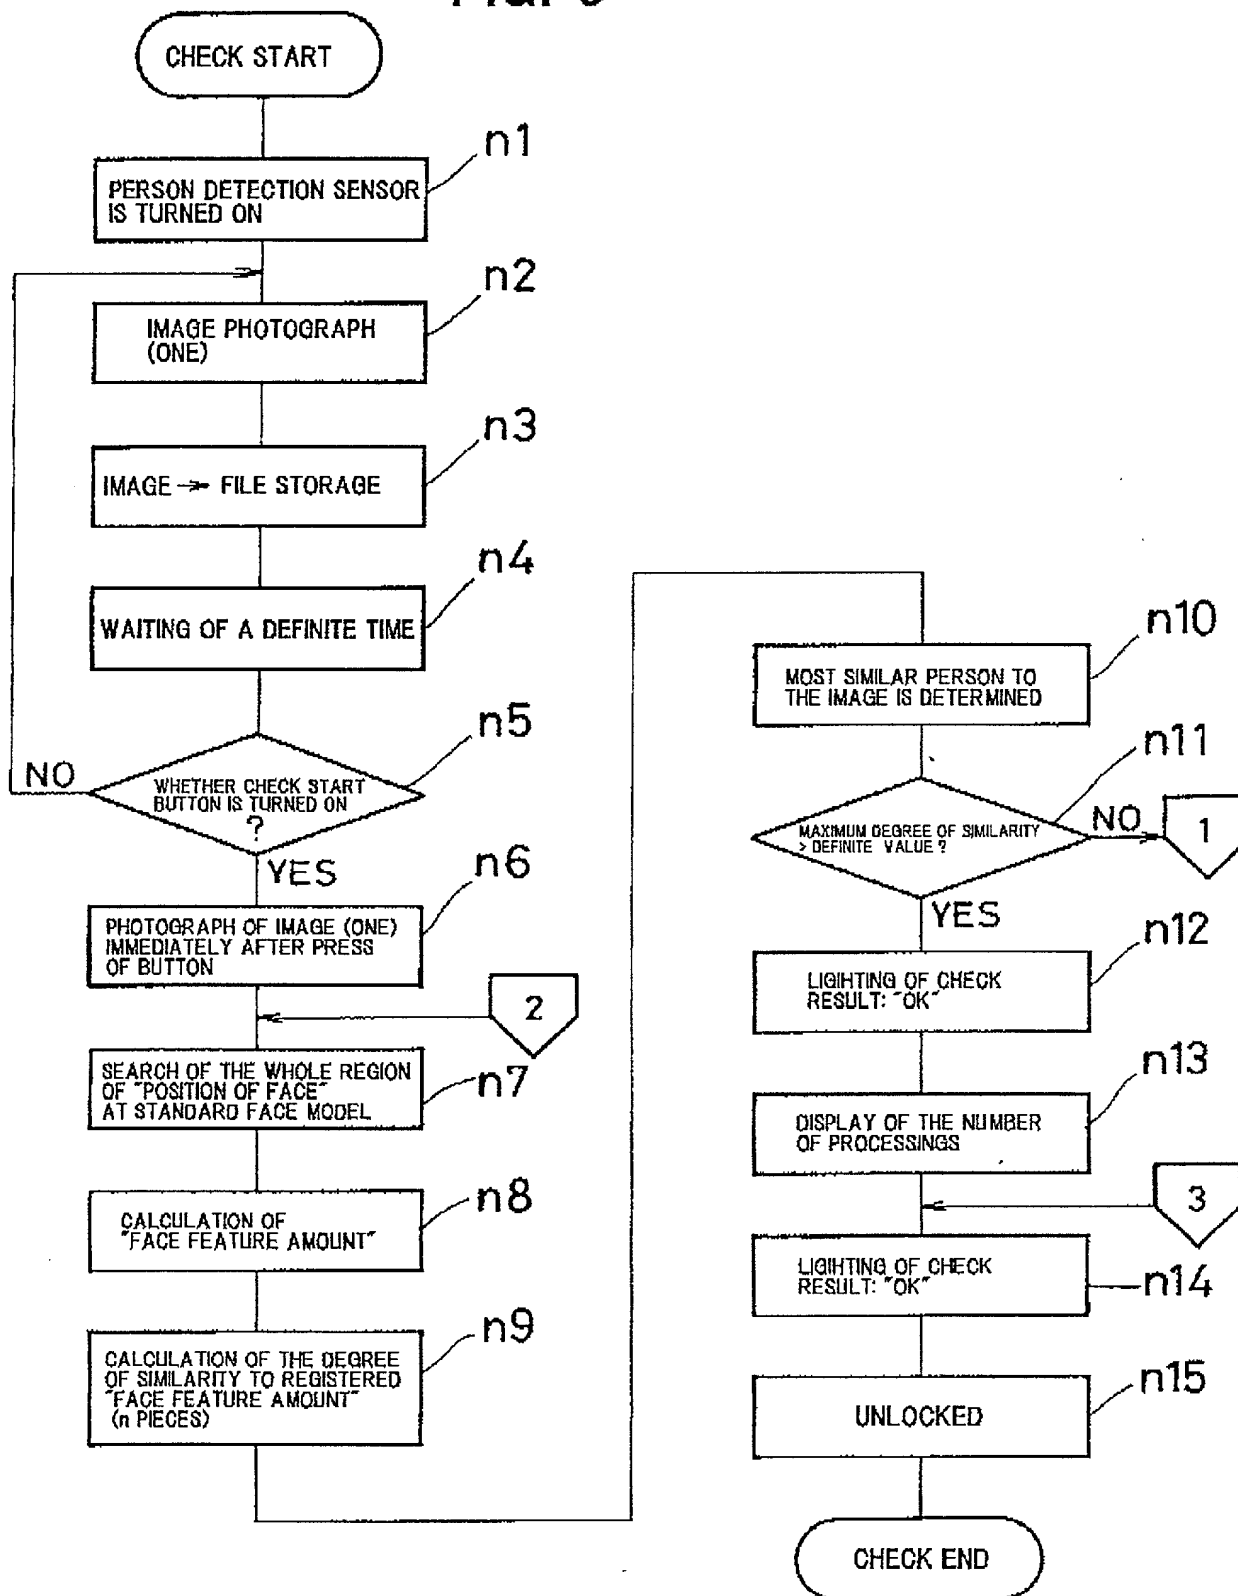 CHECK START
n1
PERSON DETECTION SENSOR
IS TURNED ON
n2
IMAGE PHOTOGRAPH
(ONE)
n3
IMAGE → FILE STORAGE
n4
WAITING OF A DEFINITE TIME
n5
NO
WHETHER CHECK START
BUTTON IS TURNED ON
?
YES
n6
PHOTOGRAPH OF IMAGE (ONE)
IMMEDIATELY AFTER PRESS
OF BUTTON
2
n7
SEARCH OF THE WHOLE REGION
OF "POSITION OF FACE"
AT STANDARD FACE MODEL
n8
CALCULATION OF
"FACE FEATURE AMOUNT"
n9
CALCULATION OF THE DEGREE
OF SIMILARITY TO REGISTERED
"FACE FEATURE AMOUNT"
(n PIECES)
n10
MOST SIMILAR PERSON TO
THE IMAGE IS DETERMINED
n11
MAXIMUM DEGREE OF SIMILARITY
> DEFINITE VALUE ?
NO
1
YES
n12
LIGIHTING OF CHECK
RESULT: "OK"
n13
DISPLAY OF THE NUMBER
OF PROCESSINGS
3
LIGIHTING OF CHECK
RESULT: "OK"
n14
n15
UNLOCKED
CHECK END